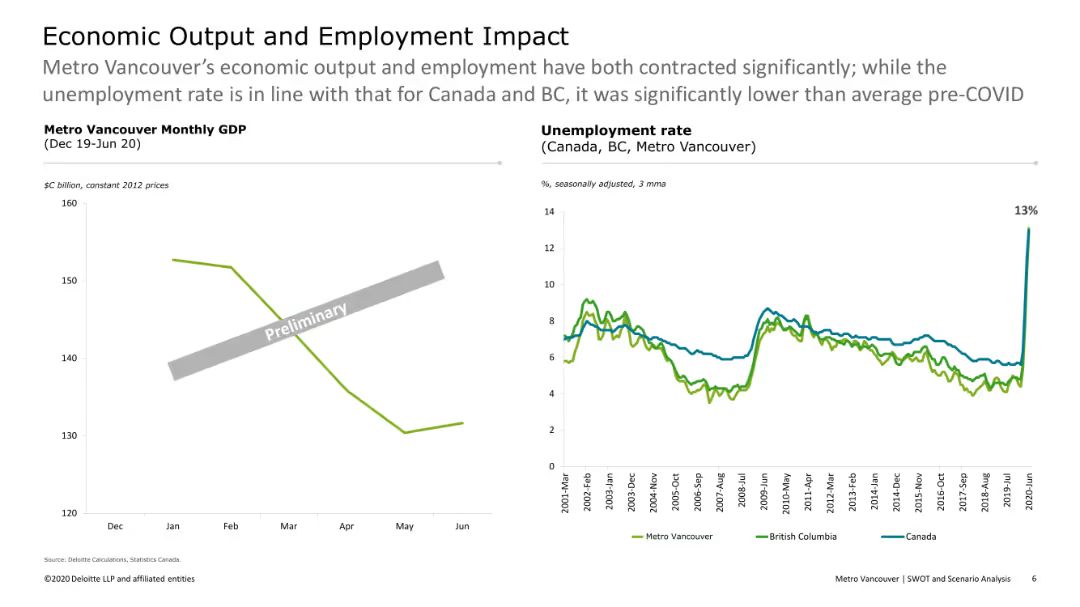 Economic Output and Employment Impact
Metro Vancouver’s economic output and employment have both contracted significantly; while the
unemployment rate is in line with that for Canada and BC, it was significantly lower than average pre-COVID
Metro Vancouver Monthly GDP
(Dec 19-Jun 20)
$C billion, constant 2012 prices
160
150
140
130
120
Preliminary
Dec Jan Feb Mar Apr May Jun
Unemployment rate
(Canada, BC, Metro Vancouver)
%, seasonally adjusted, 3 mma
14
12
10
8
6
4
2
0
13%
2001-Mar
2002-Feb
2003-Jan
2003-Dec
2004-Nov
2005-Oct
2006-Sep
2007-Aug
2008-Jul
2009-Jun
2010-May
2011-Apr
2012-Mar
2013-Feb
2014-Jan
2014-Dec
2015-Nov
2016-Oct
2017-Sep
2018-Aug
2019-Jul
2020-Jun
Metro Vancouver British Columbia Canada
Source: Deloitte Calculations, Statistics Canada.
©2020 Deloitte LLP and affiliated entities
Metro Vancouver | SWOT and Scenario Analysis 6